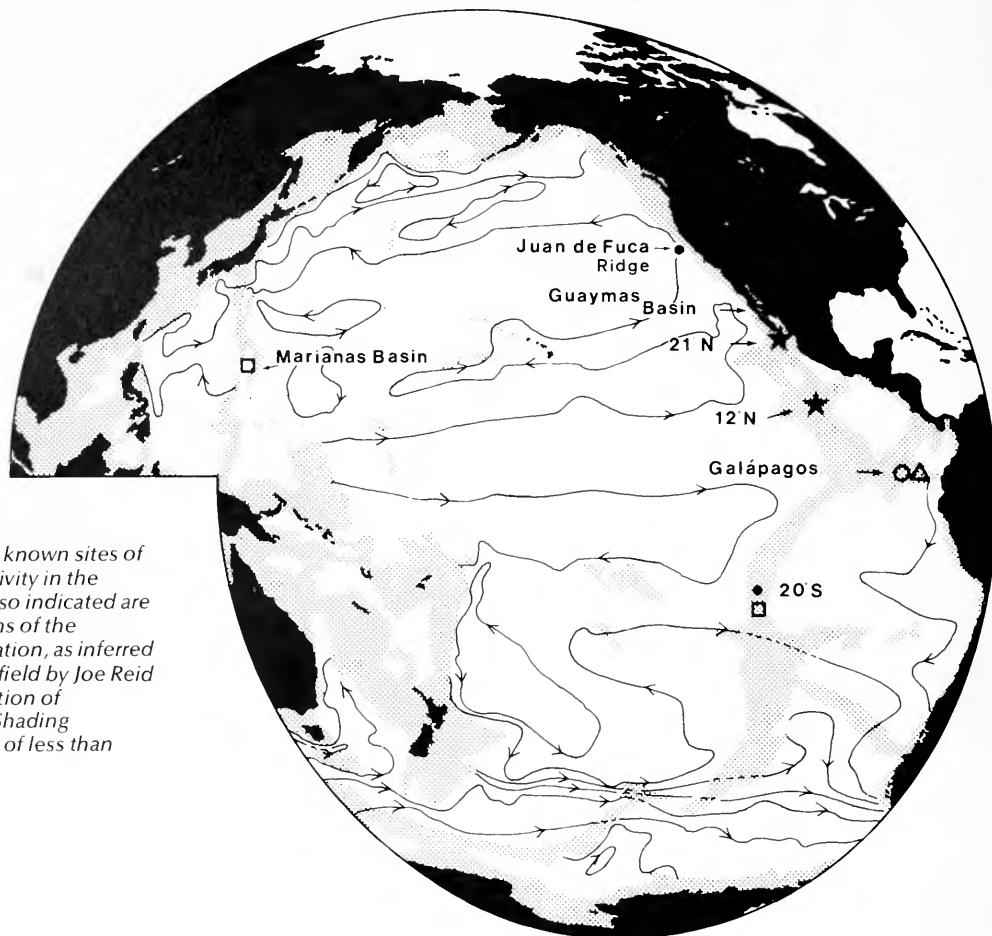 Juan de Fuca
Ridge
Guaymas
Basin
21 N
Marianas Basin
12°N
Galápagos
20°S
known sites of
ivity in the
so indicated are
ns of the
ation, as inferred
field by Joe Reid
tion of
Shading
of less than